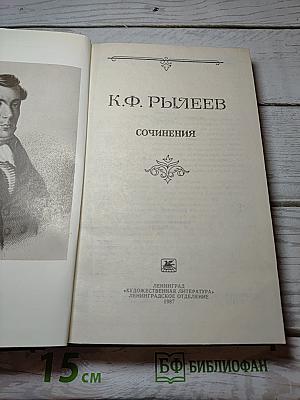 К.Ф. РЫЛЕЕВ
СОЧИНЕНИЯ
ЛЕНИНГРАД
«ХУДОЖЕСТВЕННАЯ ЛИТЕРАТУРА»
ЛЕНИНГРАДСКОЕ ОТДЕЛЕНИЕ
1987
15 см
БФ БИБЛИОФАН